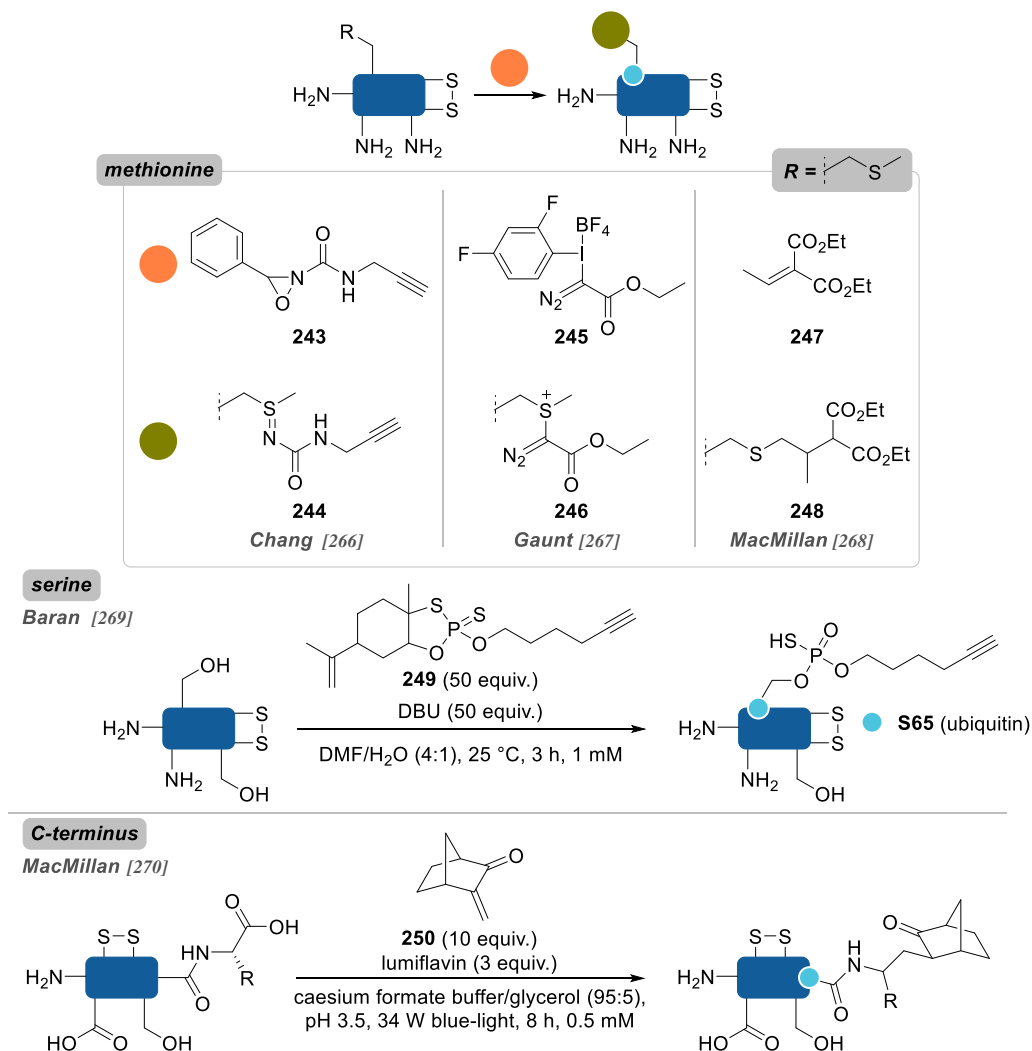 R
H₂N
S
S
NH₂ NH₂
H₂N
S
S
NH₂ NH₂
methionine
R = S
O
N
O
N
H
243
F
F
BF₄
I
N₂
O
O
245
CO₂Et
CO₂Et
247
S
N
H
N
O
244
Chang [266]
S
+
N₂
O
O
246
Gaunt [267]
S
CO₂Et
CO₂Et
248
MacMillan [268]
serine
Baran [269]
OH
H₂N
S
S
NH₂
OH
S
S
P
O
O
249 (50 equiv.)
DBU (50 equiv.)
DMF/H₂O (4:1), 25 °C, 3 h, 1 mM
HS
O
P
O
O
H₂N
S
S
NH₂
OH
S65 (ubiquitin)
C-terminus
MacMillan [270]
S S
H₂N
H
N
O
OH
R
O
HO
O
OH
O
250 (10 equiv.)
lumiflavin (3 equiv.)
caesium formate buffer/glycerol (95:5),
pH 3.5, 34 W blue-light, 8 h, 0.5 mM
S S
H₂N
H
N
O
R
O
HO
O
OH